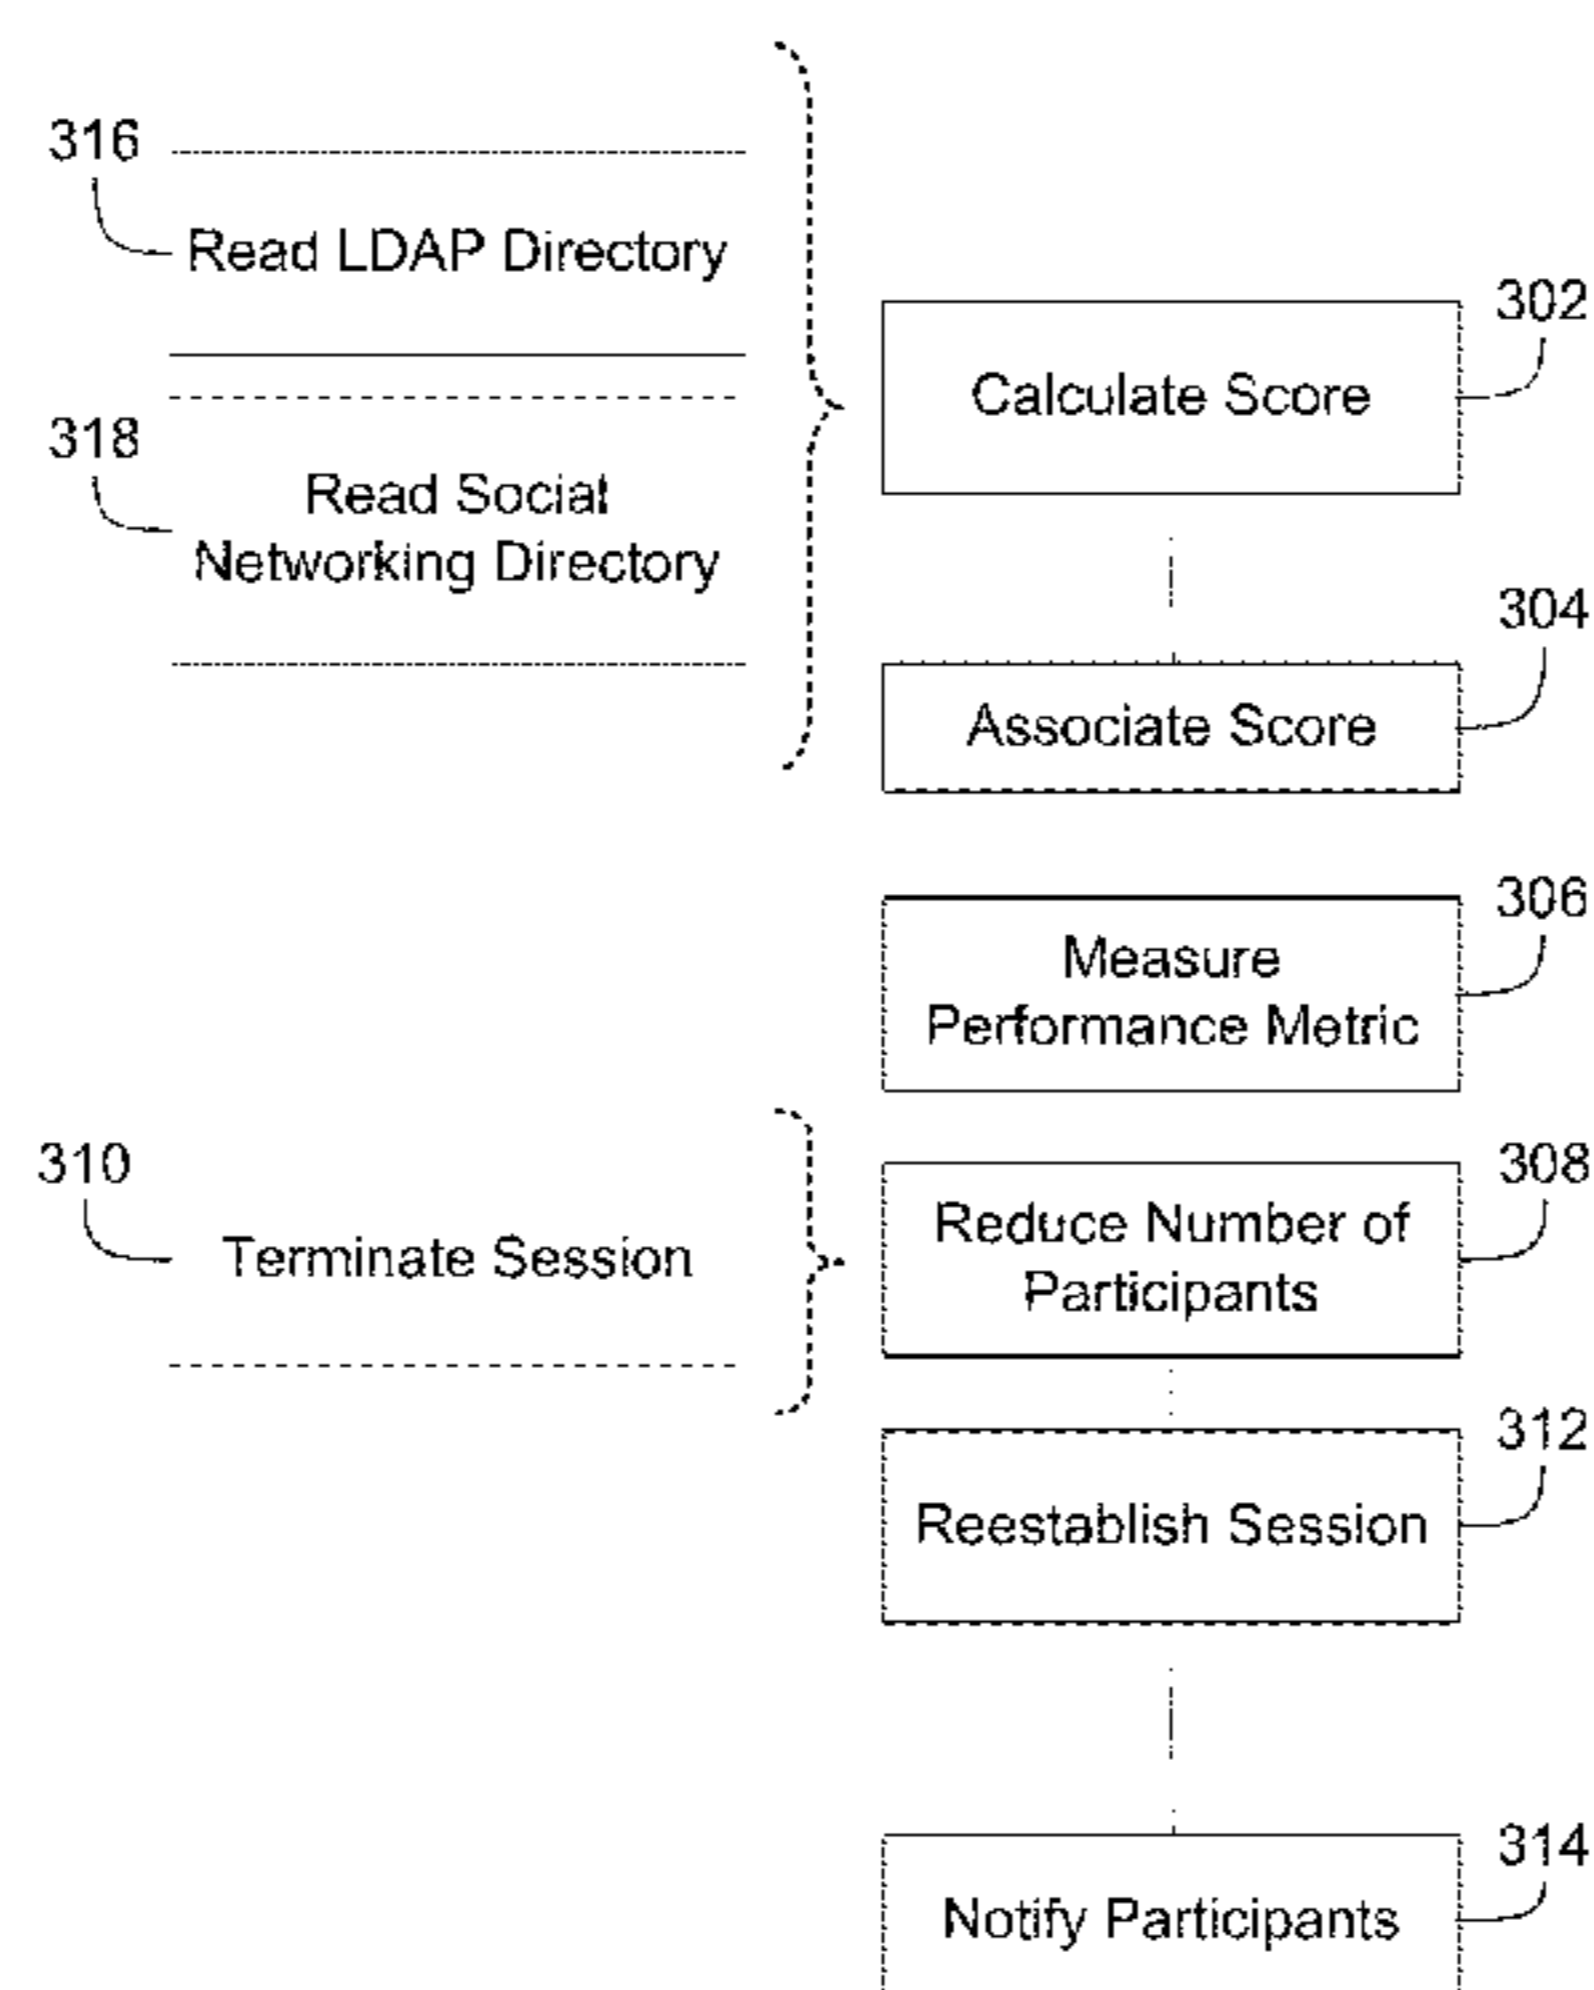 316
Read LDAP Directory
302
Calculate Score
318
Read Social
Networking Directory
304
Associate Score
306
Measure
Performance Metric
310
Terminate Session
308
Reduce Number of
Participants
312
Reestablish Session
314
Notify Participants